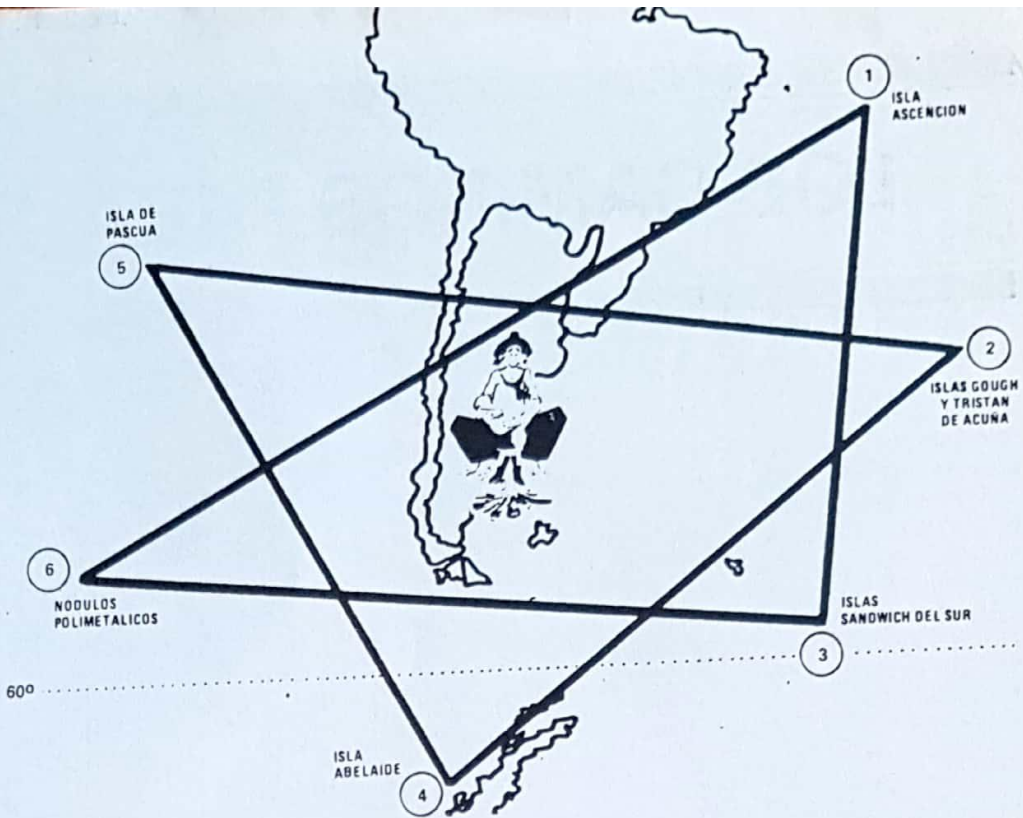 1
ISLA
ASCENCION
ISLA DE
PASCUA
5
2
ISLAS GOUGH
Y TRISTAN
DE ACUÑA
6
NODULOS
POLIMETALICOS
ISLAS
SANDWICH DEL SUR
3
60º
ISLA
ABELAIDE
4